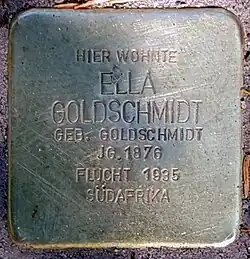 HIER WOHNTE
ELLA
GOLDSCHMIDT
GEB. GOLDSCHMIDT
JG. 1876
FLUCHT 1935
SÜDAFRIKA